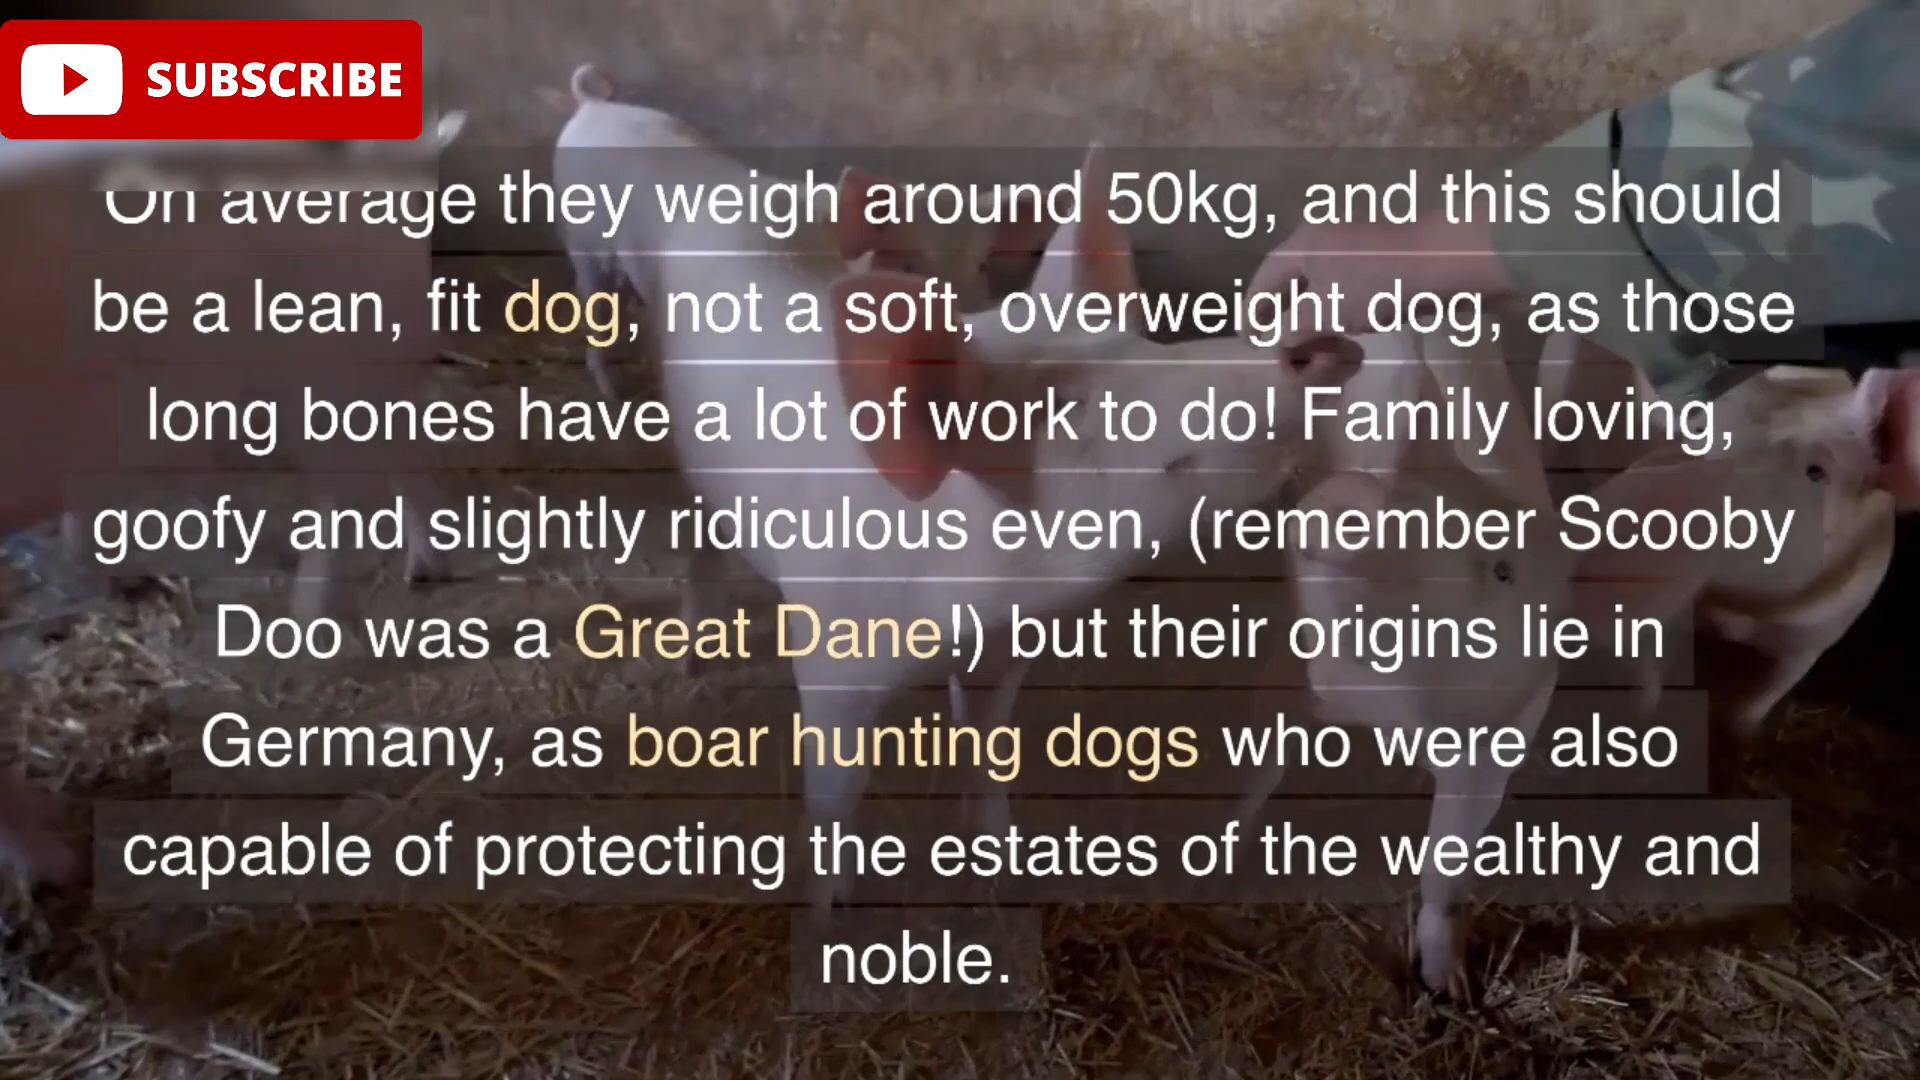 SUBSCRIBE
On average they weigh around 50kg, and this should
be a lean, fit dog, not a soft, overweight dog, as those
long bones have a lot of work to do! Family loving,
goofy and slightly ridiculous even, (remember Scooby
Doo was a Great Dane!) but their origins lie in
Germany, as boar hunting dogs who were also
capable of protecting the estates of the wealthy and
noble.